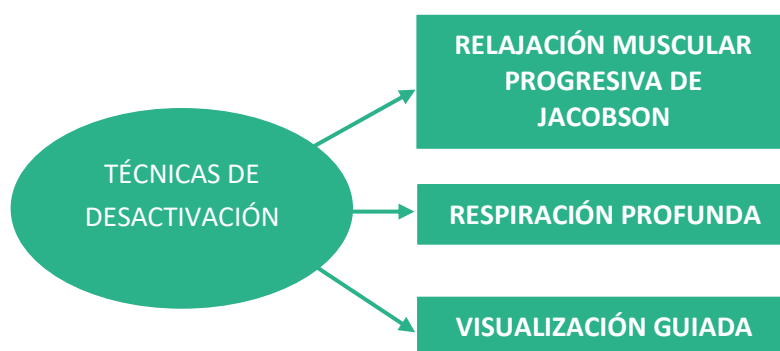 TÉCNICAS DE
DESACTIVACIÓN
RELAJACIÓN MUSCULAR
PROGRESIVA DE
JACOBSON
RESPIRACIÓN PROFUNDA
VISUALIZACIÓN GUIADA